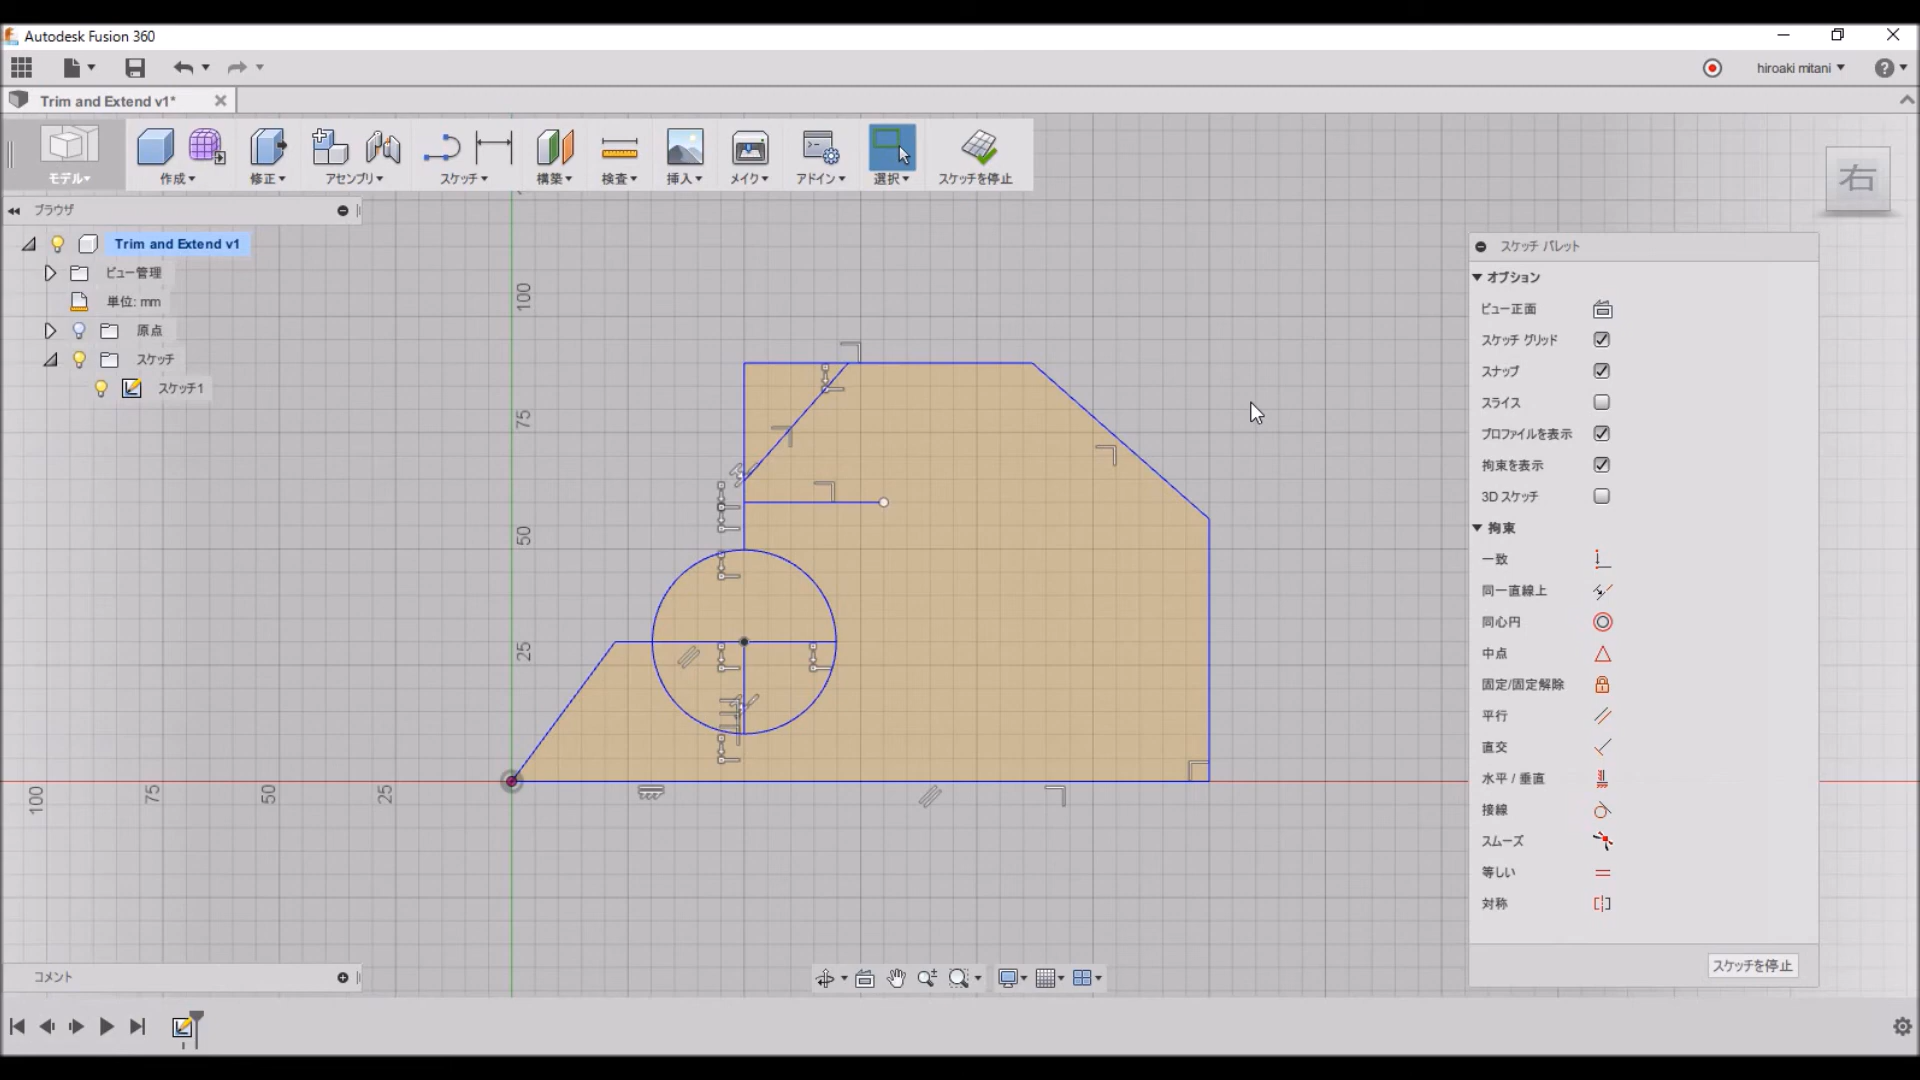 Autodesk Fusion 360
hiroaki mitani
Trim and Extend v1*
モデル
作成
修正
アセンブリ
スケッチ
構築
検査
挿入
メイク
アドイン
選択
スケッチを停止
右
ブラウザ
Trim and Extend v1
ビュー管理
単位: mm
原点
スケッチ
スケッチ1
100
75
50
25
100
75
50
25
スケッチ パレット
オプション
ビュー正面
スケッチ グリッド
スナップ
スライス
プロファイルを表示
拘束を表示
3D スケッチ
拘束
一致
同一直線上
同心円
中点
固定/固定解除
平行
直交
水平 / 垂直
接線
スムーズ
等しい
対称
スケッチを停止
コメント